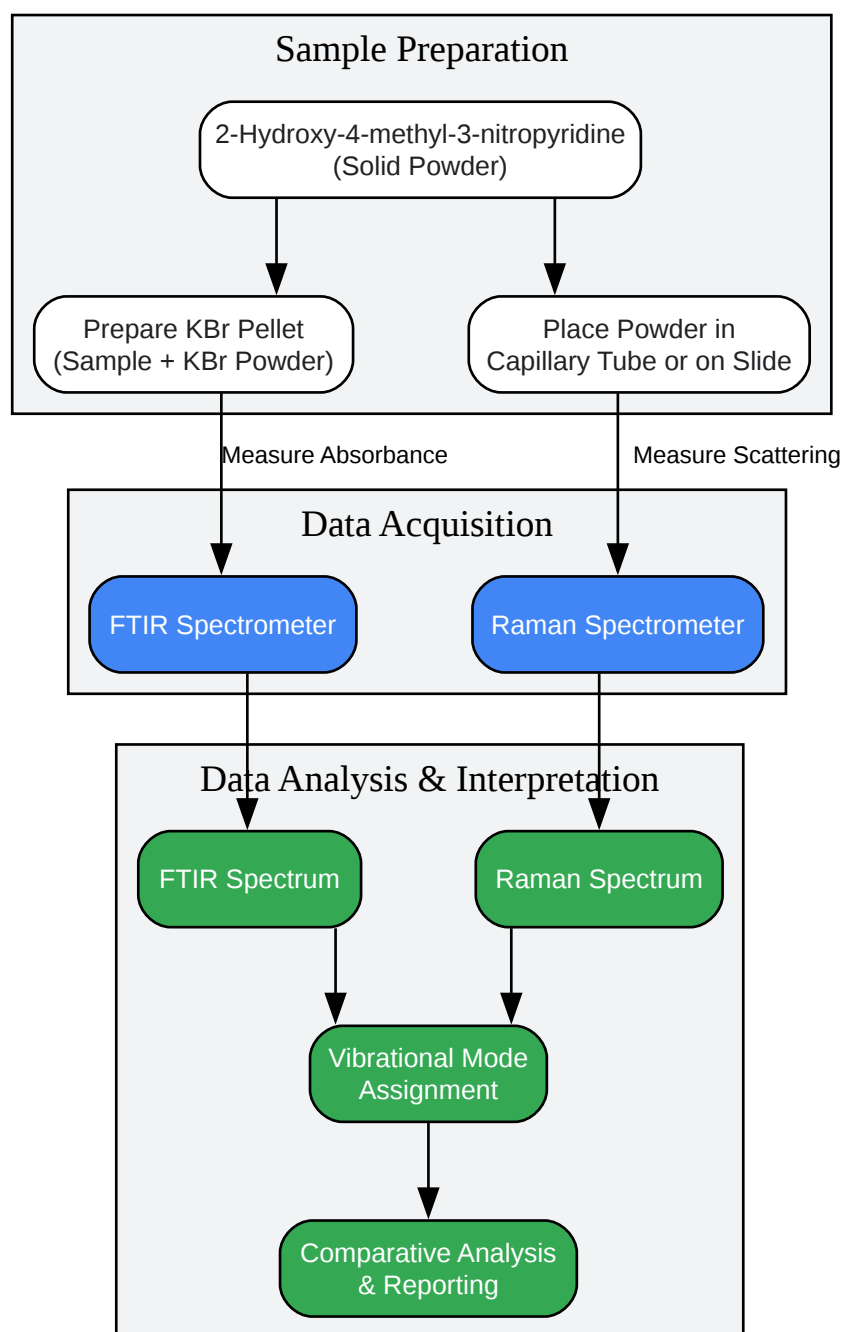 Sample Preparation
2-Hydroxy-4-methyl-3-nitropyridine
(Solid Powder)
Prepare KBr Pellet
(Sample + KBr Powder)
Place Powder in
Capillary Tube or on Slide
Measure Absorbance
Measure Scattering
Data Acquisition
FTIR Spectrometer
Raman Spectrometer
Data Analysis & Interpretation
FTIR Spectrum
Raman Spectrum
Vibrational Mode
Assignment
Comparative Analysis
& Reporting